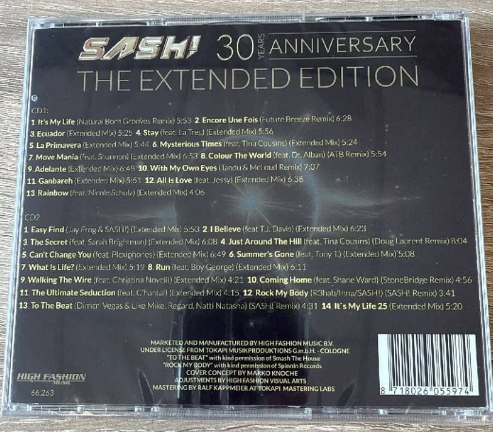 SASH! 30 YEARS ANNIVERSARY
THE EXTENDED EDITION
CD1:
1. It's My Life (Natural Born Grooves Remix) 5:53 2. Encore Une Fois (Future Breeze Remix) 6:28
3. Ecuador (Extended Mix) 5:25 4. Stay (feat. La Trec) (Extended Mix) 5:56
5. La Primavera (Extended Mix) 5:44 6. Mysterious Times (feat. Tina Cousins) (Extended Mix) 5:24
7. Move Mania (feat. Shannon) (Extended Mix) 6:53 8. Colour The World (feat. Dr. Alban) (ATB Remix) 5:54
9. Adelante (Extended Mix) 6:48 10. With My Own Eyes (Tandu & McLoud Remix) 7:07
11. Ganbareh (Extended Mix) 5:51 12. All Is Love (feat. Jessy) (Extended Mix) 6:38
13. Rainbow (feat. Nicole Scholz) (Extended Mix) 4:06
CD2
1. Easy Find (Jay Frog & SASH!) (Extended Mix) 5:53 2. I Believe (feat. T.J. Davis) (Extended Mix) 6:23
3. The Secret (feat. Sarah Brightman) (Extended Mix) 6:08 4. Just Around The Hill (feat. Tina Cousins) (Doug Laurent Remix) 8:04
5. Can't Change You (feat. Plexiphones) (Extended Mix) 6:49 6. Summer's Gone (feat. Tony T.) (Extended Mix) 5:08
7. What Is Life? (Extended Mix) 5:19 8. Run (feat. Boy George) (Extended Mix) 6:11
9. Walking The Wire (feat. Christina Novelli) (Extended Mix) 4:21 10. Coming Home (feat. Shane Ward) (StoneBridge Remix) 4:56
11. The Ultimate Seduction (feat. Chantal) (Extended Mix) 4:15 12. Rock My Body (R3hab/Inna/SASH!) (SASH! Remix) 3:41
13. To The Beat (Dimitri Vegas & Like Mike, Regard, Natti Natasha) (SASH! Remix) 4:31 14. It's My Life 25 (Extended Mix) 5:20
MARKETED AND MANUFACTURED BY HIGH FASHION MUSIC B.V.
UNDER LICENSE FROM TOKAPI MUSIKPRODUKTIONS G.m.b.H. - COLOGNE
"TO THE BEAT" with kind permission of Smash The House
"ROCK MY BODY" with kind permission of Spinnin Records
COVER CONCEPT BY MARKO KNOCHE
ADJUSTMENTS BY HIGH FASHION VISUAL ARTS
MASTERING BY RALF KAPPMEIER AT TOKAPI MASTERING LABS
HIGH FASHION
MUSIC
66.263
8 718026 055974